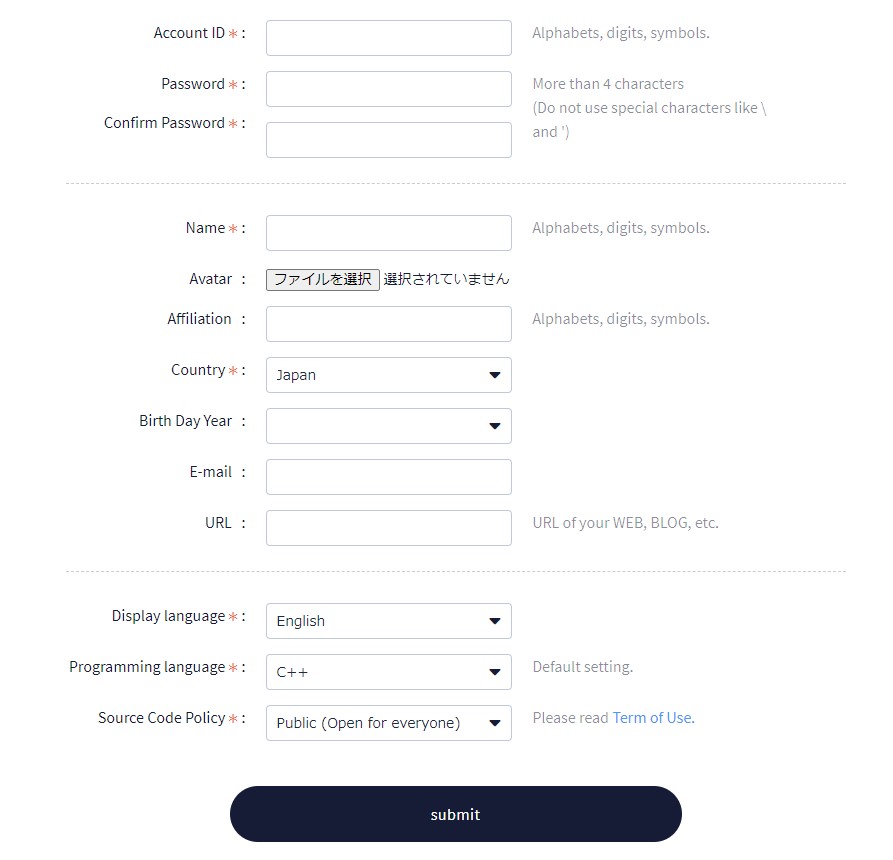 Account ID * : Alphabets, digits, symbols.
Password * : More than 4 characters
(Do not use special characters like \
Confirm Password * : and ')
Name * : Alphabets, digits, symbols.
Avatar : ファイルを選択 選択されていません
Affiliation : Alphabets, digits, symbols.
Country * : Japan
Birth Day Year :
E-mail :
URL : URL of your WEB, BLOG, etc.
Display language * : English
Programming language * : C++ Default setting.
Source Code Policy * : Public (Open for everyone) Please read Term of Use.
submit